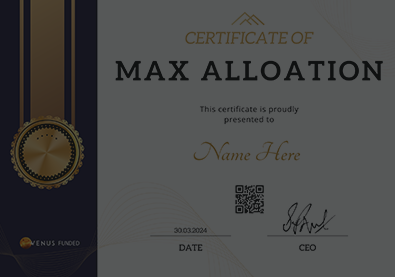 CERTIFICATE OF
MAX ALLOATION
This certificate is proudly
presented to
Name Here
30.03.2024
DATE
CEO
VENUS FUNDED